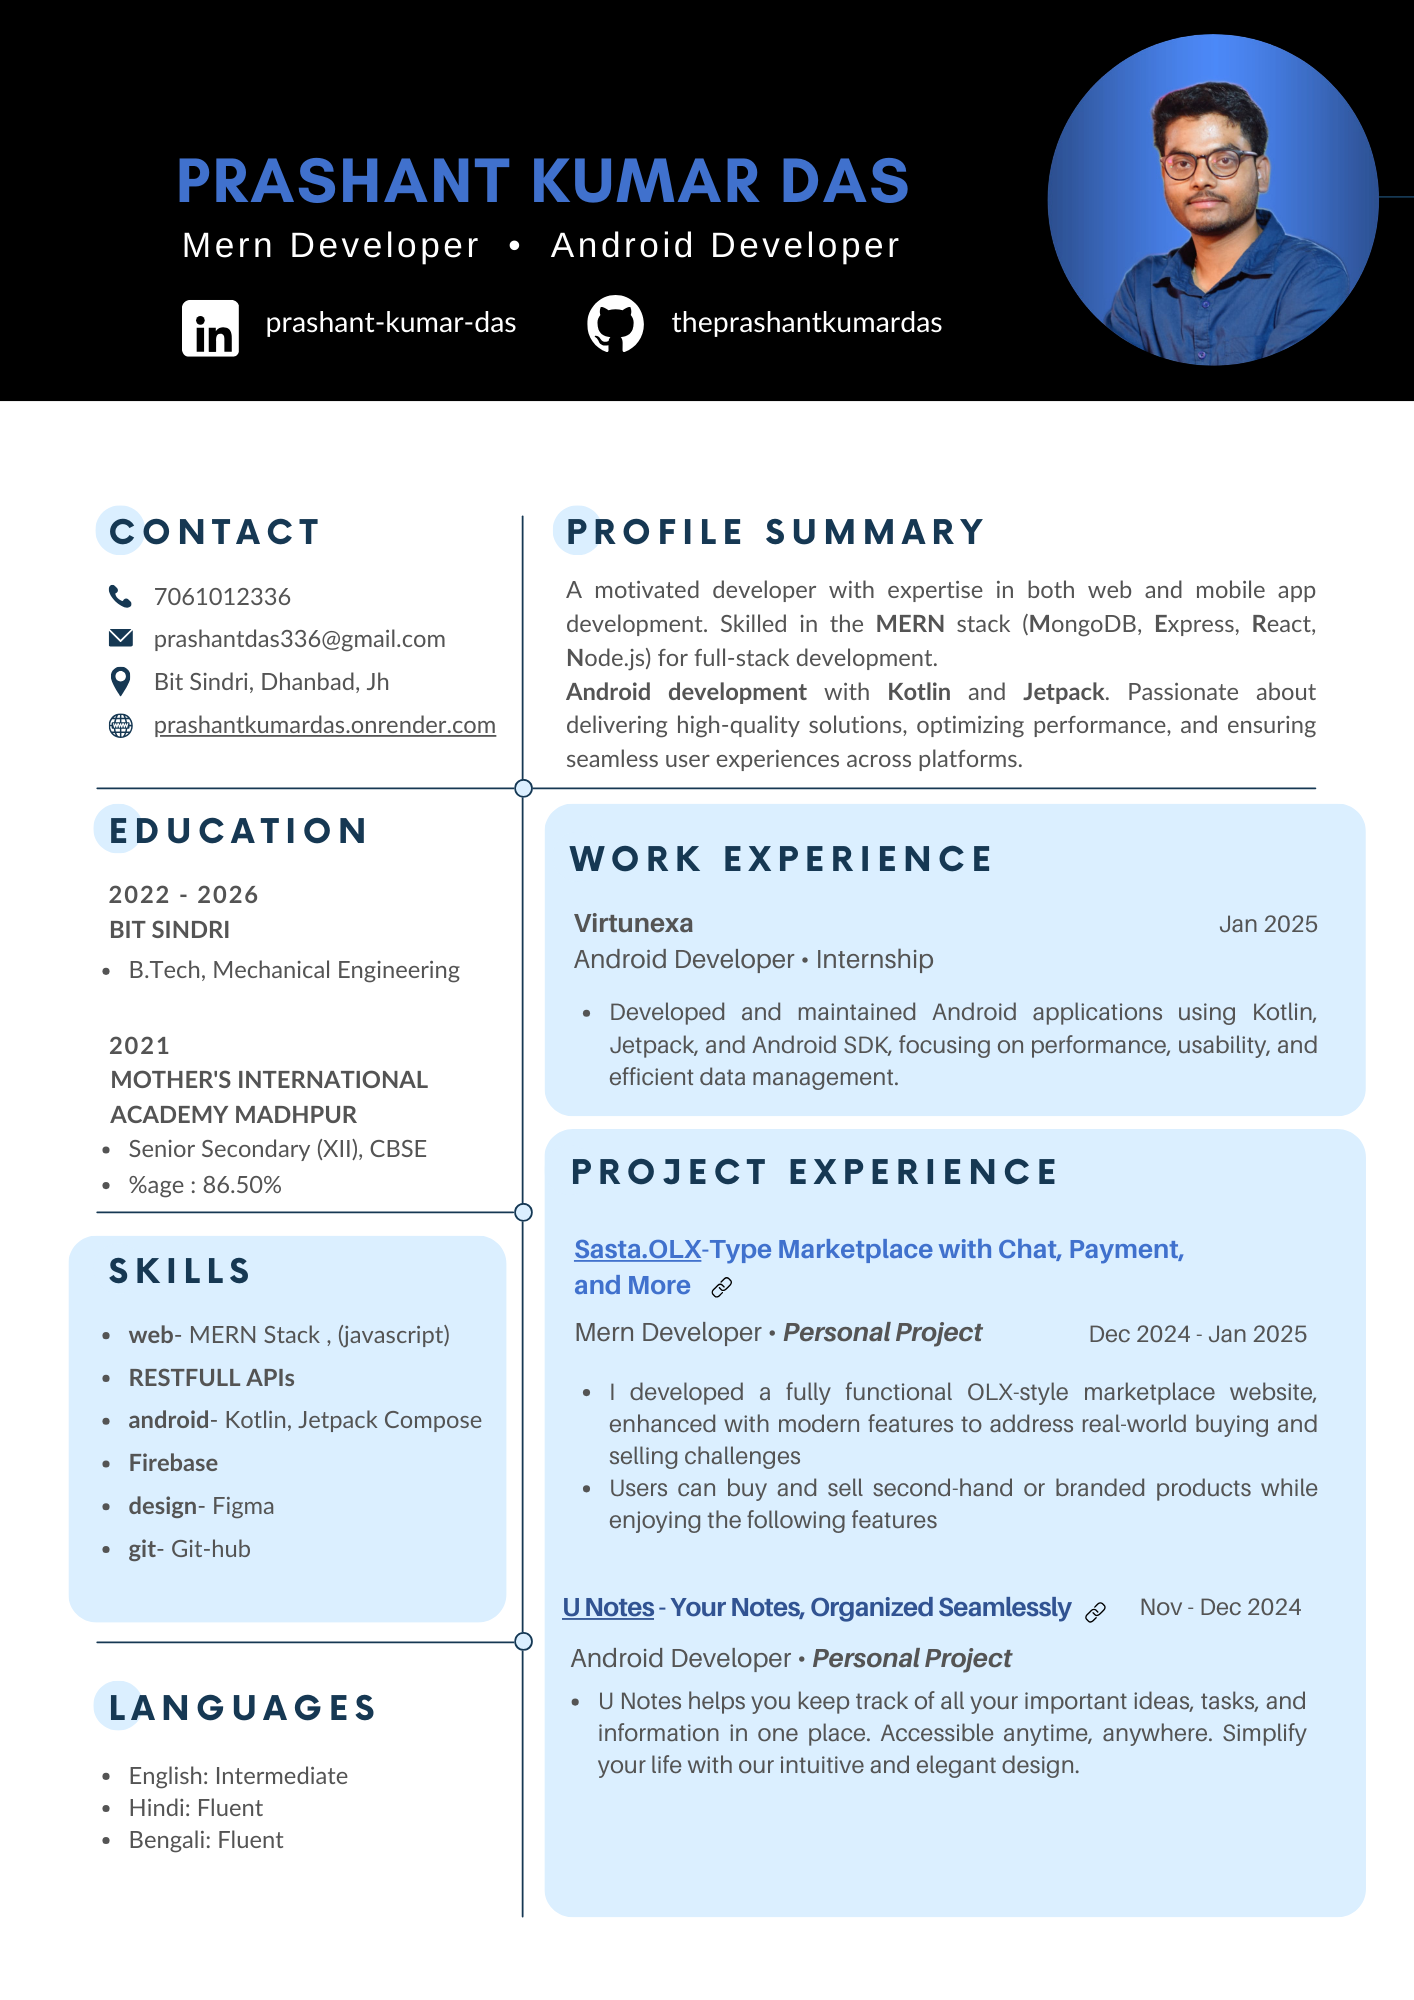 PRASHANT KUMAR DAS
Mern Developer • Android Developer
in prashant-kumar-das theprashantkumardas
CONTACT
7061012336
prashantdas336@gmail.com
Bit Sindri, Dhanbad, Jh
prashantkumardas.onrender.com
PROFILE SUMMARY
A motivated developer with expertise in both web and mobile app
development. Skilled in the MERN stack (MongoDB, Express, React,
Node.js) for full-stack development.
Android development with Kotlin and Jetpack. Passionate about
delivering high-quality solutions, optimizing performance, and ensuring
seamless user experiences across platforms.
EDUCATION
2022 - 2026
BIT SINDRI
• B.Tech, Mechanical Engineering
2021
MOTHER'S INTERNATIONAL
ACADEMY MADHPUR
• Senior Secondary (XII), CBSE
• %age : 86.50%
SKILLS
• web- MERN Stack , (javascript)
• RESTFULL APIs
• android- Kotlin, Jetpack Compose
• Firebase
• design- Figma
• git- Git-hub
LANGUAGES
• English: Intermediate
• Hindi: Fluent
• Bengali: Fluent
WORK EXPERIENCE
Virtunexa Jan 2025
Android Developer • Internship
• Developed and maintained Android applications using Kotlin,
Jetpack, and Android SDK, focusing on performance, usability, and
efficient data management.
PROJECT EXPERIENCE
Sasta.OLX-Type Marketplace with Chat, Payment,
and More
Mern Developer • Personal Project Dec 2024 - Jan 2025
• I developed a fully functional OLX-style marketplace website,
enhanced with modern features to address real-world buying and
selling challenges
• Users can buy and sell second-hand or branded products while
enjoying the following features
U Notes - Your Notes, Organized Seamlessly Nov - Dec 2024
Android Developer • Personal Project
• U Notes helps you keep track of all your important ideas, tasks, and
information in one place. Accessible anytime, anywhere. Simplify
your life with our intuitive and elegant design.